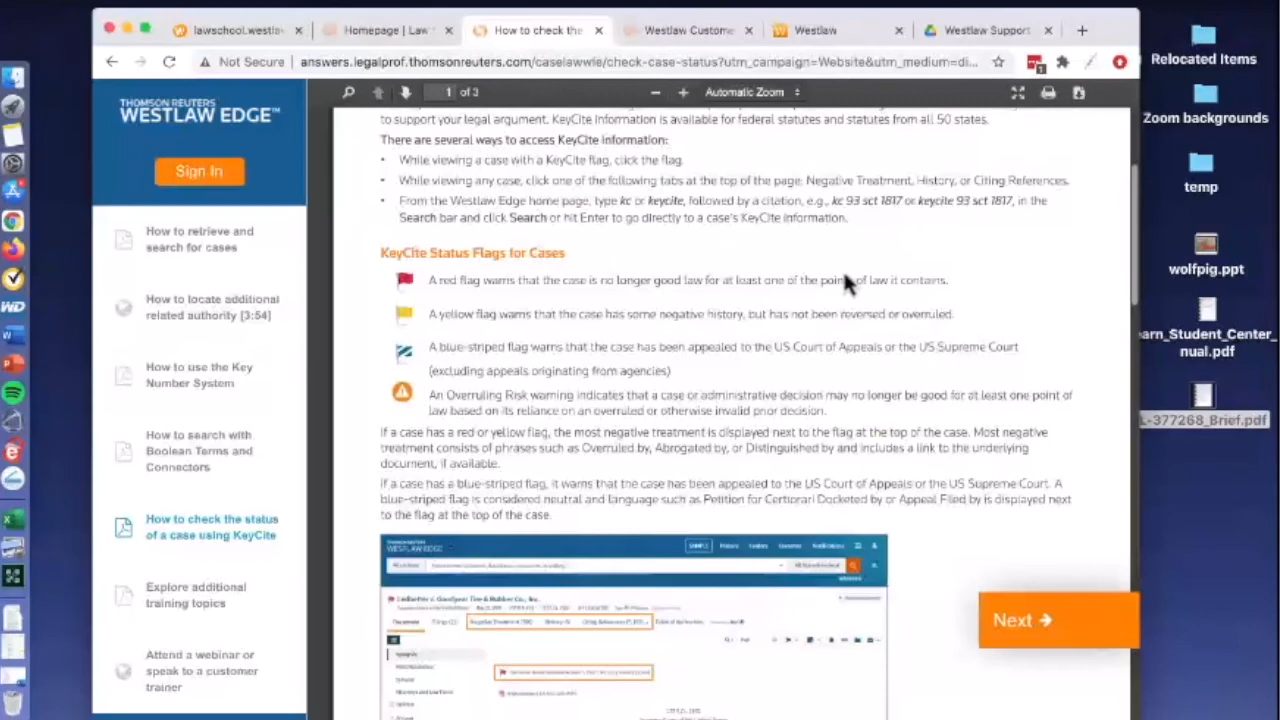 lawschool.westla
Homepage | Law
How to check the
Westlaw Custome
Westlaw
Westlaw Support
Not Secure
answers.legalprof.thomsonreuters.com/caselawwle/check-case-status?utm_campaign=Website&utm_medium=di...
1
Relocated Items
Zoom backgrounds
temp
wolfpig.ppt
arn_Student_Center_
nual.pdf
L-377268_Brief.pdf
THOMSON REUTERS
WESTLAW EDGE™
Sign In
How to retrieve and
search for cases
How to locate additional
related authority [3:54]
How to use the Key
Number System
How to search with
Boolean Terms and
Connectors
How to check the status
of a case using KeyCite
Explore additional
training topics
Attend a webinar or
speak to a customer
trainer
1 of 3
Automatic Zoom
to support your legal argument. KeyCite information is available for federal statutes and statutes from all 50 states.
There are several ways to access KeyCite information:
• While viewing a case with a KeyCite flag, click the flag.
• While viewing any case, click one of the following tabs at the top of the page: Negative Treatment, History, or Citing References.
• From the Westlaw Edge home page, type kc or keycite, followed by a citation, e.g., kc 93 sct 1817 or keycite 93 sct 1817, in the
Search bar and click Search or hit Enter to go directly to a case's KeyCite information.
KeyCite Status Flags for Cases
A red flag warns that the case is no longer good law for at least one of the points of law it contains.
A yellow flag warns that the case has some negative history, but has not been reversed or overruled.
A blue-striped flag warns that the case has been appealed to the US Court of Appeals or the US Supreme Court
(excluding appeals originating from agencies)
An Overruling Risk warning indicates that a case or administrative decision may no longer be good for at least one point of
law based on its reliance on an overruled or otherwise invalid prior decision.
If a case has a red or yellow flag, the most negative treatment is displayed next to the flag at the top of the case. Most negative
treatment consists of phrases such as Overruled by, Abrogated by, or Distinguished by and includes a link to the underlying
document, if available.
If a case has a blue-striped flag, it warns that the case has been appealed to the US Court of Appeals or the US Supreme Court. A
blue-striped flag is considered neutral and language such as Petition for Certiorari Docketed by or Appeal Filed by is displayed next
to the flag at the top of the case.
WESTLAW EDGE
Ledbetter v. Goodyear Tire & Rubber Co., Inc.
Next
WD